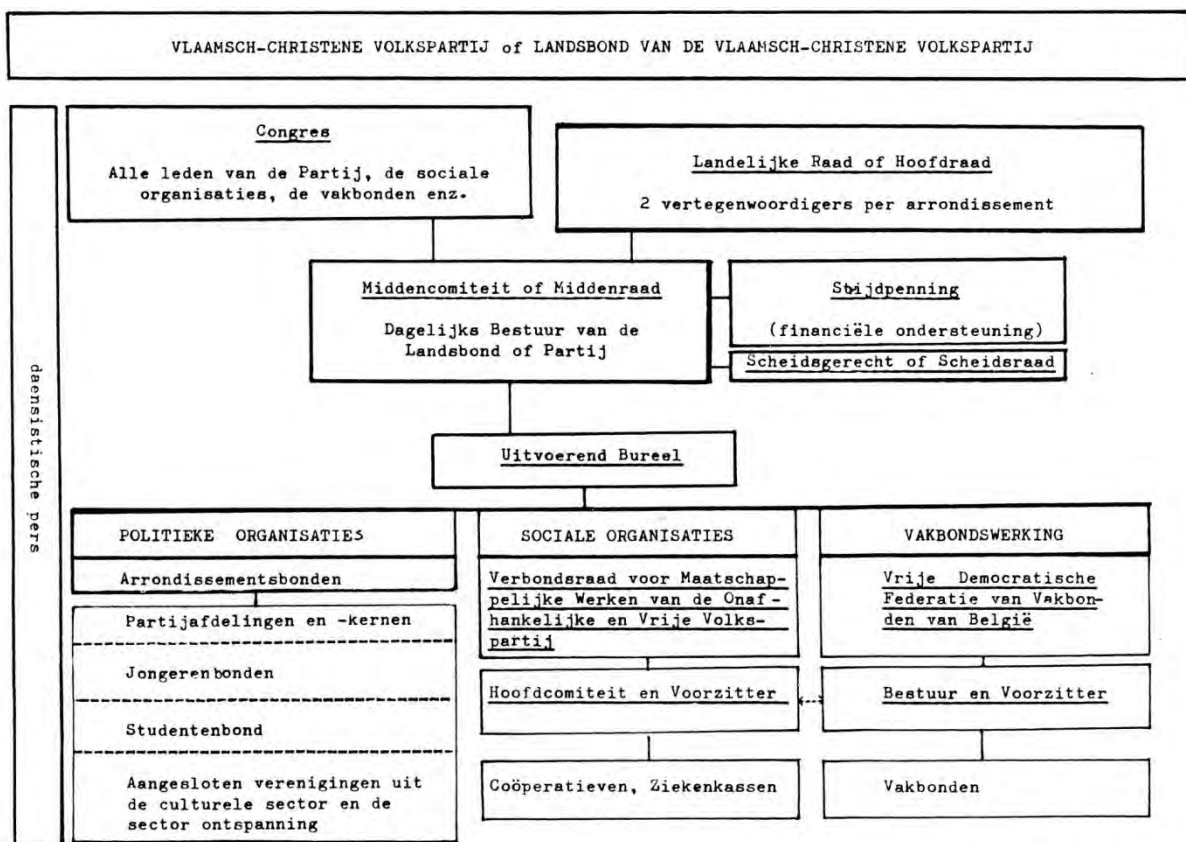 VLAAMSCH-CHRISTENE VOLKSPARTIJ of LANDSBOND VAN DE VLAAMSCH-CHRISTENE VOLKSPARTIJ
daensistische pers
Congres
Alle leden van de Partij, de sociale
organisaties, de vakbonden enz.
Landelijke Raad of Hoofdraad
2 vertegenwoordigers per arrondissement
Middencomiteit of Middenraad
Dagelijks Bestuur van de
Landsbond of Partij
Strijdpenning
(financiële ondersteuning)
Scheidsgerecht of Scheidsraad
Uitvoerend Bureel
POLITIEKE ORGANISATIES
Arrondissementsbonden
Partijafdelingen en -kernen
Jongerenbonden
Studentenbond
Aangesloten verenigingen uit
de culturele sector en de
sector ontspanning
SOCIALE ORGANISATIES
Verbondsraad voor Maatschap-
pelijke Werken van de Onaf-
hankelijke en Vrije Volks-
partij
Hoofdcomiteit en Voorzitter
Coöperatieven, Ziekenkassen
VAKBONDSWERKING
Vrije Democratische
Federatie van Vakbon-
den van België
Bestuur en Voorzitter
Vakbonden